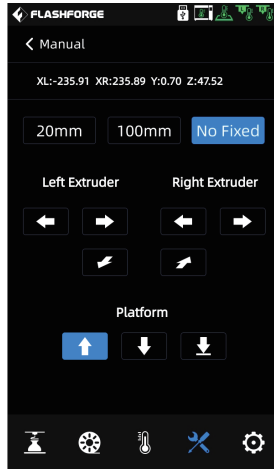 FLASHFORGE
Manual
XL:-235.91 XR:235.89 Y:0.70 Z:47.52
20mm 100mm No Fixed
Left Extruder Right Extruder
Platform